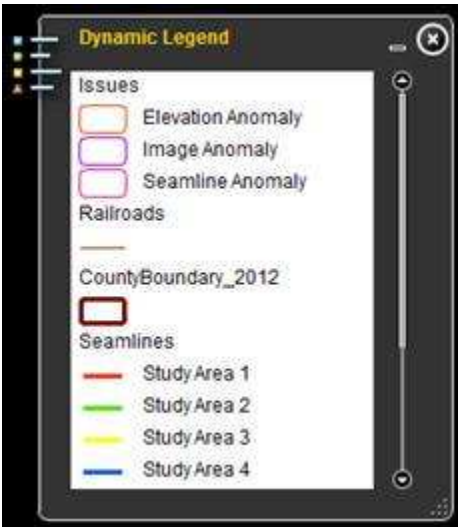 Dynamic Legend
Issues
Elevation Anomaly
Image Anomaly
Seamline Anomaly
Railroads
CountyBoundary_2012
Seamlines
Study Area 1
Study Area 2
Study Area 3
Study Area 4